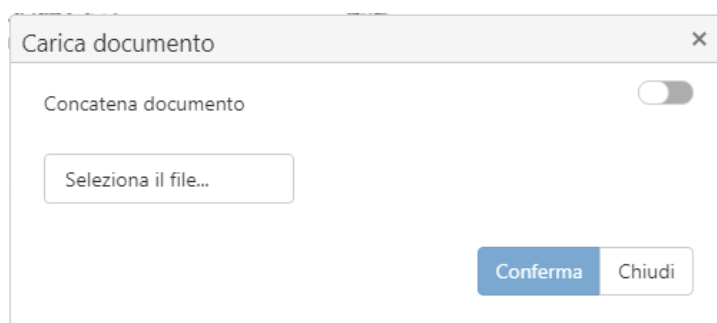 Carica documento
Concatena documento
Seleziona il file...
Conferma Chiudi